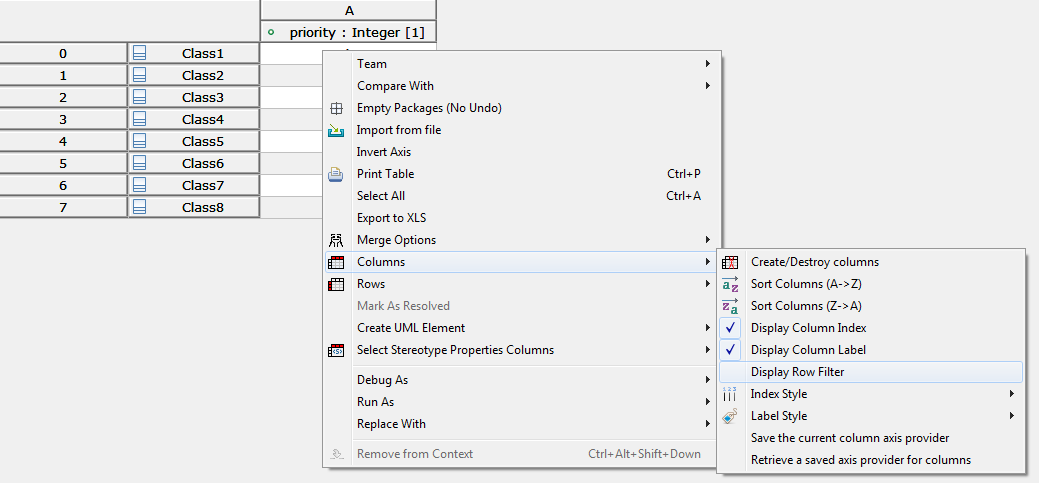 A
priority : Integer [1]
0 Class1
1 Class2
2 Class3
3 Class4
4 Class5
5 Class6
6 Class7
7 Class8
Team
Compare With
Empty Packages (No Undo)
Import from file
Invert Axis
Print Table Ctrl+P
Select All Ctrl+A
Export to XLS
Merge Options
Columns
Rows
Mark As Resolved
Create UML Element
Select Stereotype Properties Columns
Debug As
Run As
Replace With
Remove from Context Ctrl+Alt+Shift+Down
Create/Destroy columns
Sort Columns (A->Z)
Sort Columns (Z->A)
Display Column Index
Display Column Label
Display Row Filter
Index Style
Label Style
Save the current column axis provider
Retrieve a saved axis provider for columns